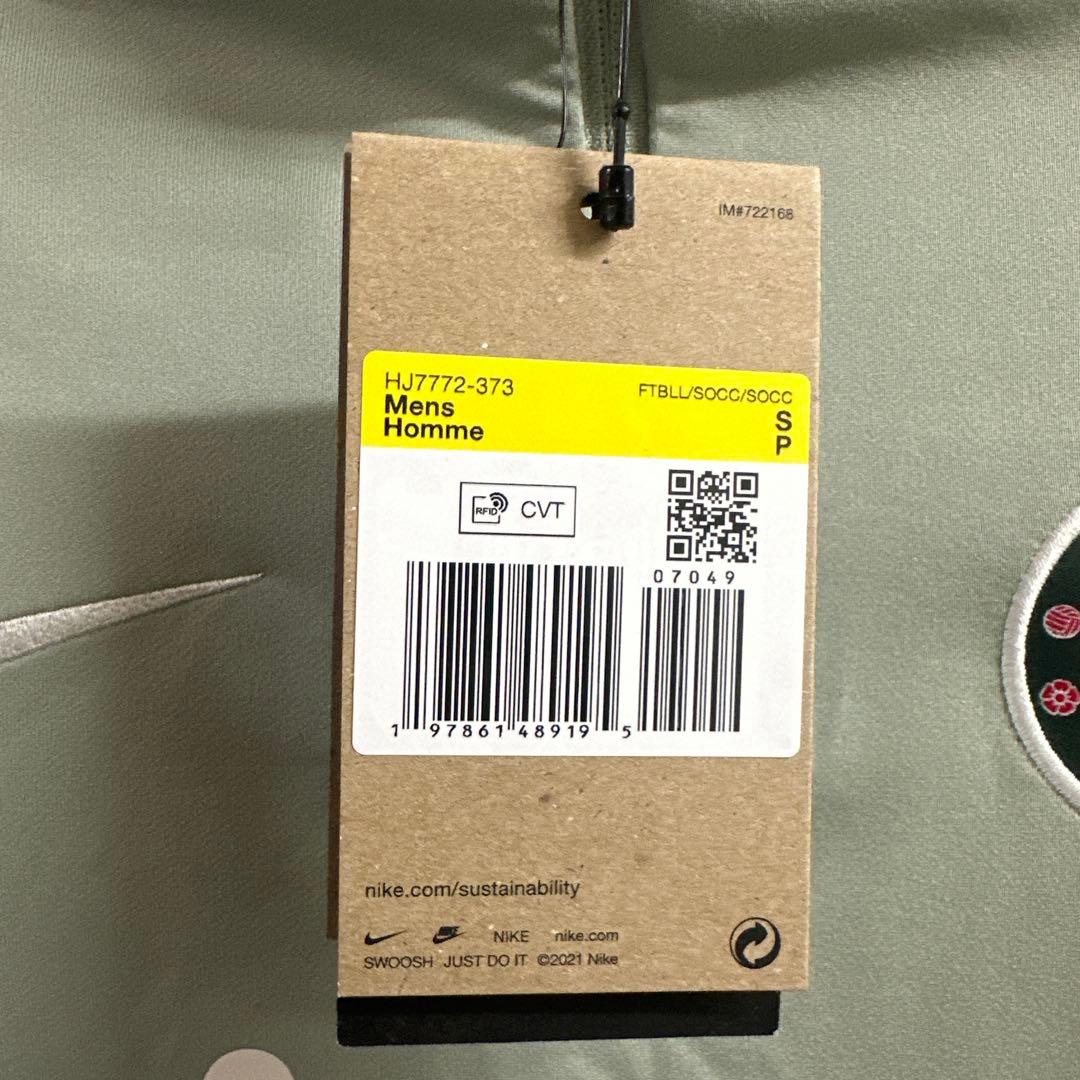 IM#722168
HJ7772-373
FTBLL/SOCC/SOCC
Mens
S
Homme
P
RFID CVT
07049
1 97861 48919 5
nike.com/sustainability
NIKE nike.com
SWOOSH JUST DO IT ©2021 Nike